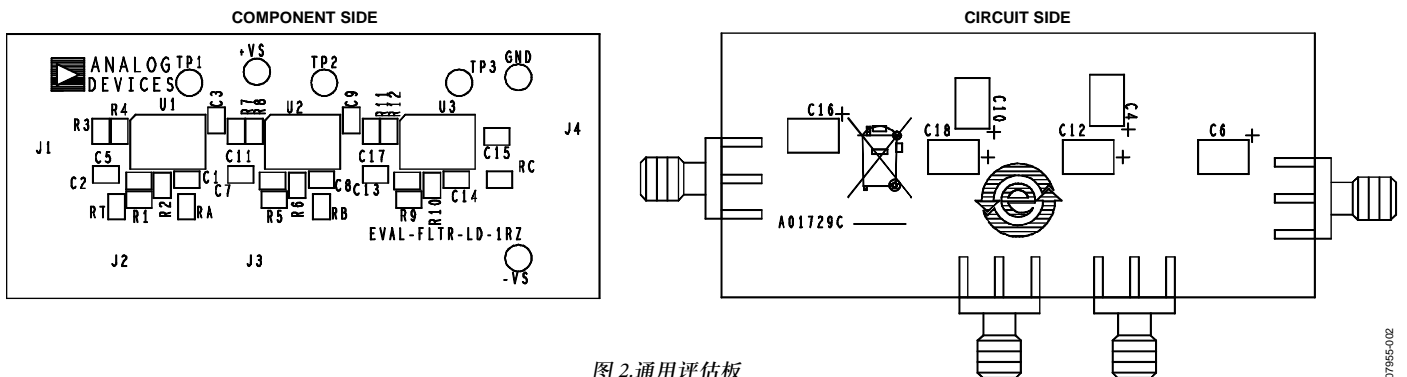 COMPONENT SIDE
CIRCUIT SIDE
ANALOG
DEVICES
TP1
+VS
TP2
TP3
GND
R3
R4
U1
C3
R7
R8
U2
C9
R11
R12
U3
J1
J4
C5
C2
C11
C7
C17
C15
RC
C1
C8
C13
C14
RT
R1
R2
RA
R5
R6
RB
R9
R10
EVAL-FLTR-LD-1RZ
J2
J3
-VS
C16
+
C10
+
C4
+
C18
+
C12
+
C6
+
A01729C
图 2.通用评估板
07955-002